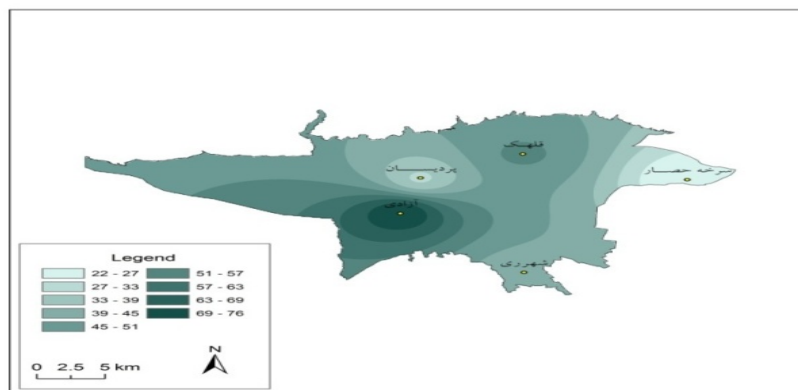 قلهک
پردیسان
سرخه حصار
آزادی
شهرری
Legend
22 - 27
27 - 33
33 - 39
39 - 45
45 - 51
51 - 57
57 - 63
63 - 69
69 - 76
N
0 2.5 5 km